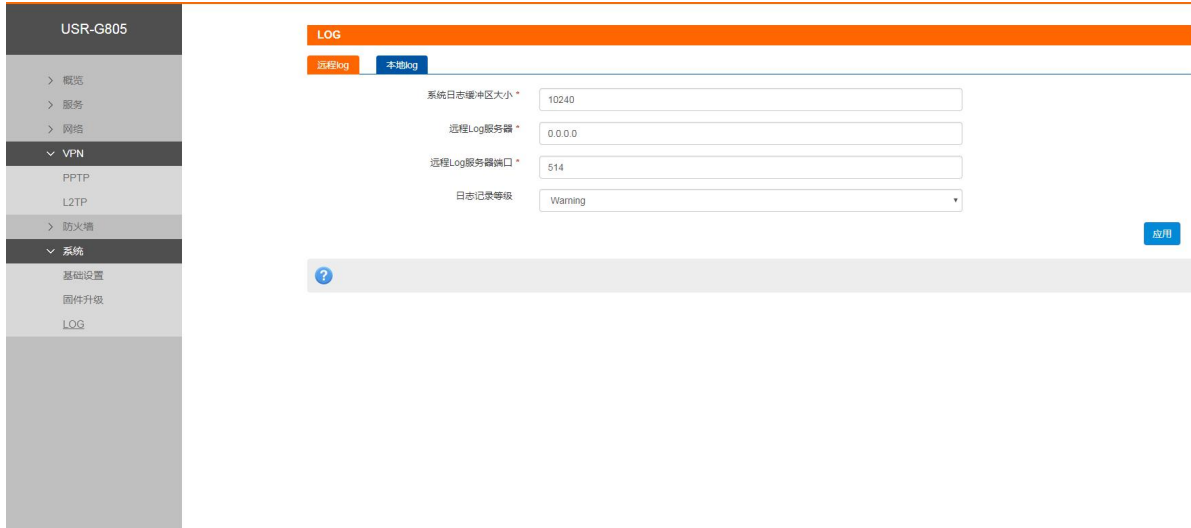 USR-G805
概览
服务
网络
VPN
PPTP
L2TP
防火墙
系统
基础设置
固件升级
LOG
LOG
远程log 本地log
系统日志缓冲区大小 * 10240
远程Log服务器 * 0.0.0.0
远程Log服务器端口 * 514
日志记录等级 Warning
应用